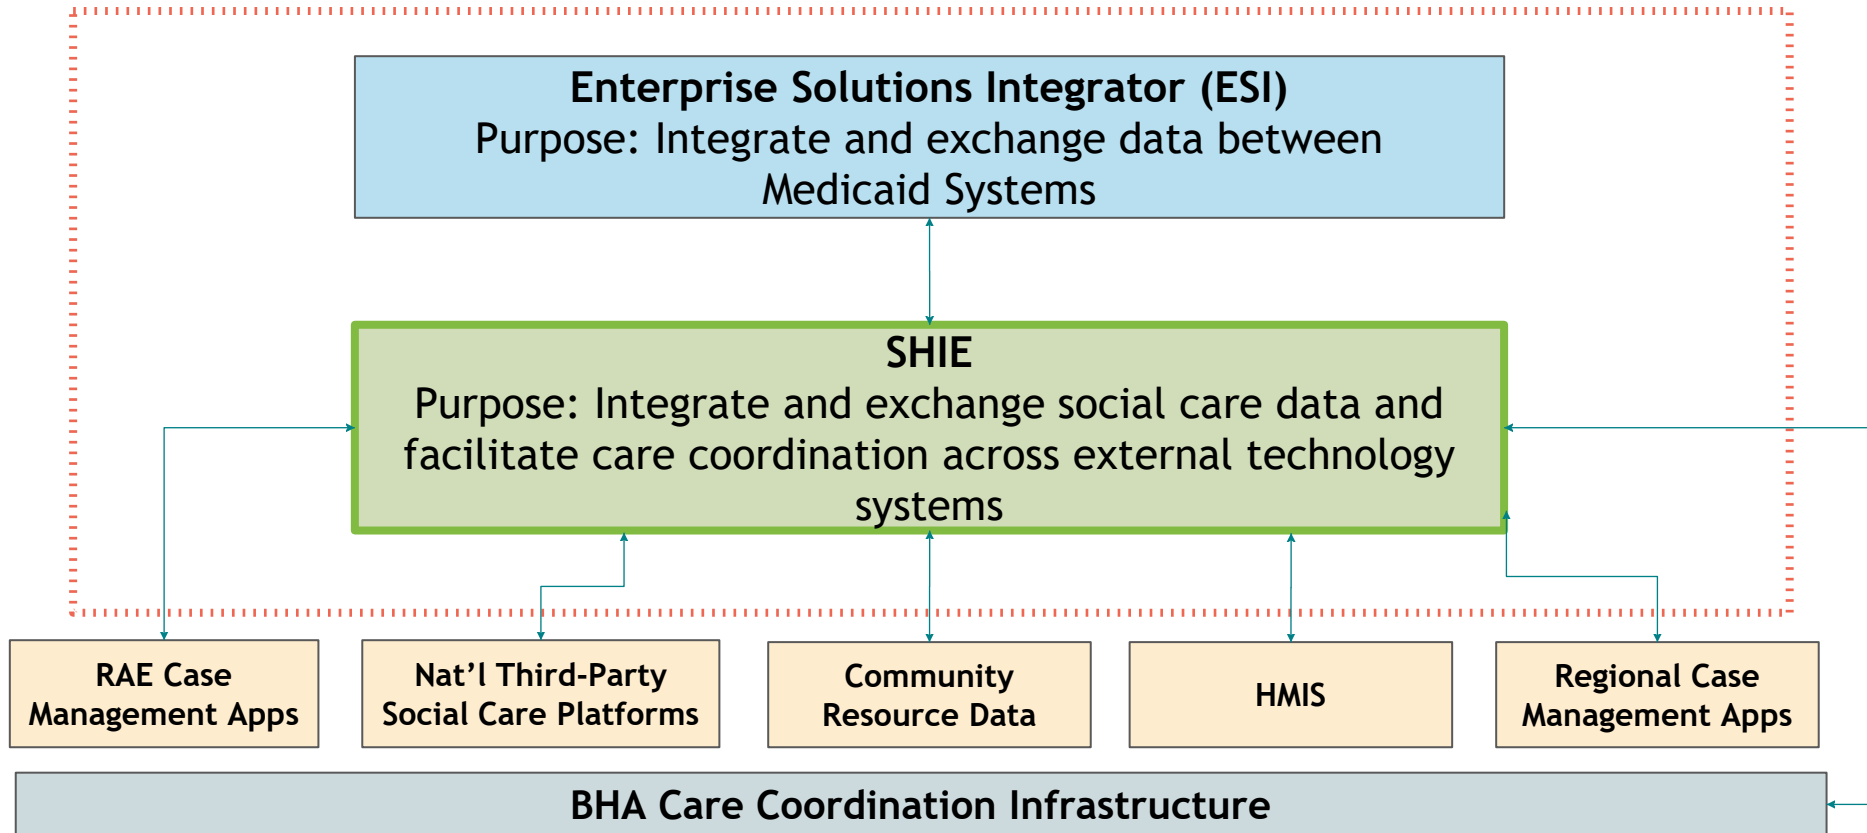 Enterprise Solutions Integrator (ESI)
Purpose: Integrate and exchange data between
Medicaid Systems
SHIE
Purpose: Integrate and exchange social care data and
facilitate care coordination across external technology
systems
RAE Case
Management Apps
Nat’l Third-Party
Social Care Platforms
Community
Resource Data
HMIS
Regional Case
Management Apps
BHA Care Coordination Infrastructure